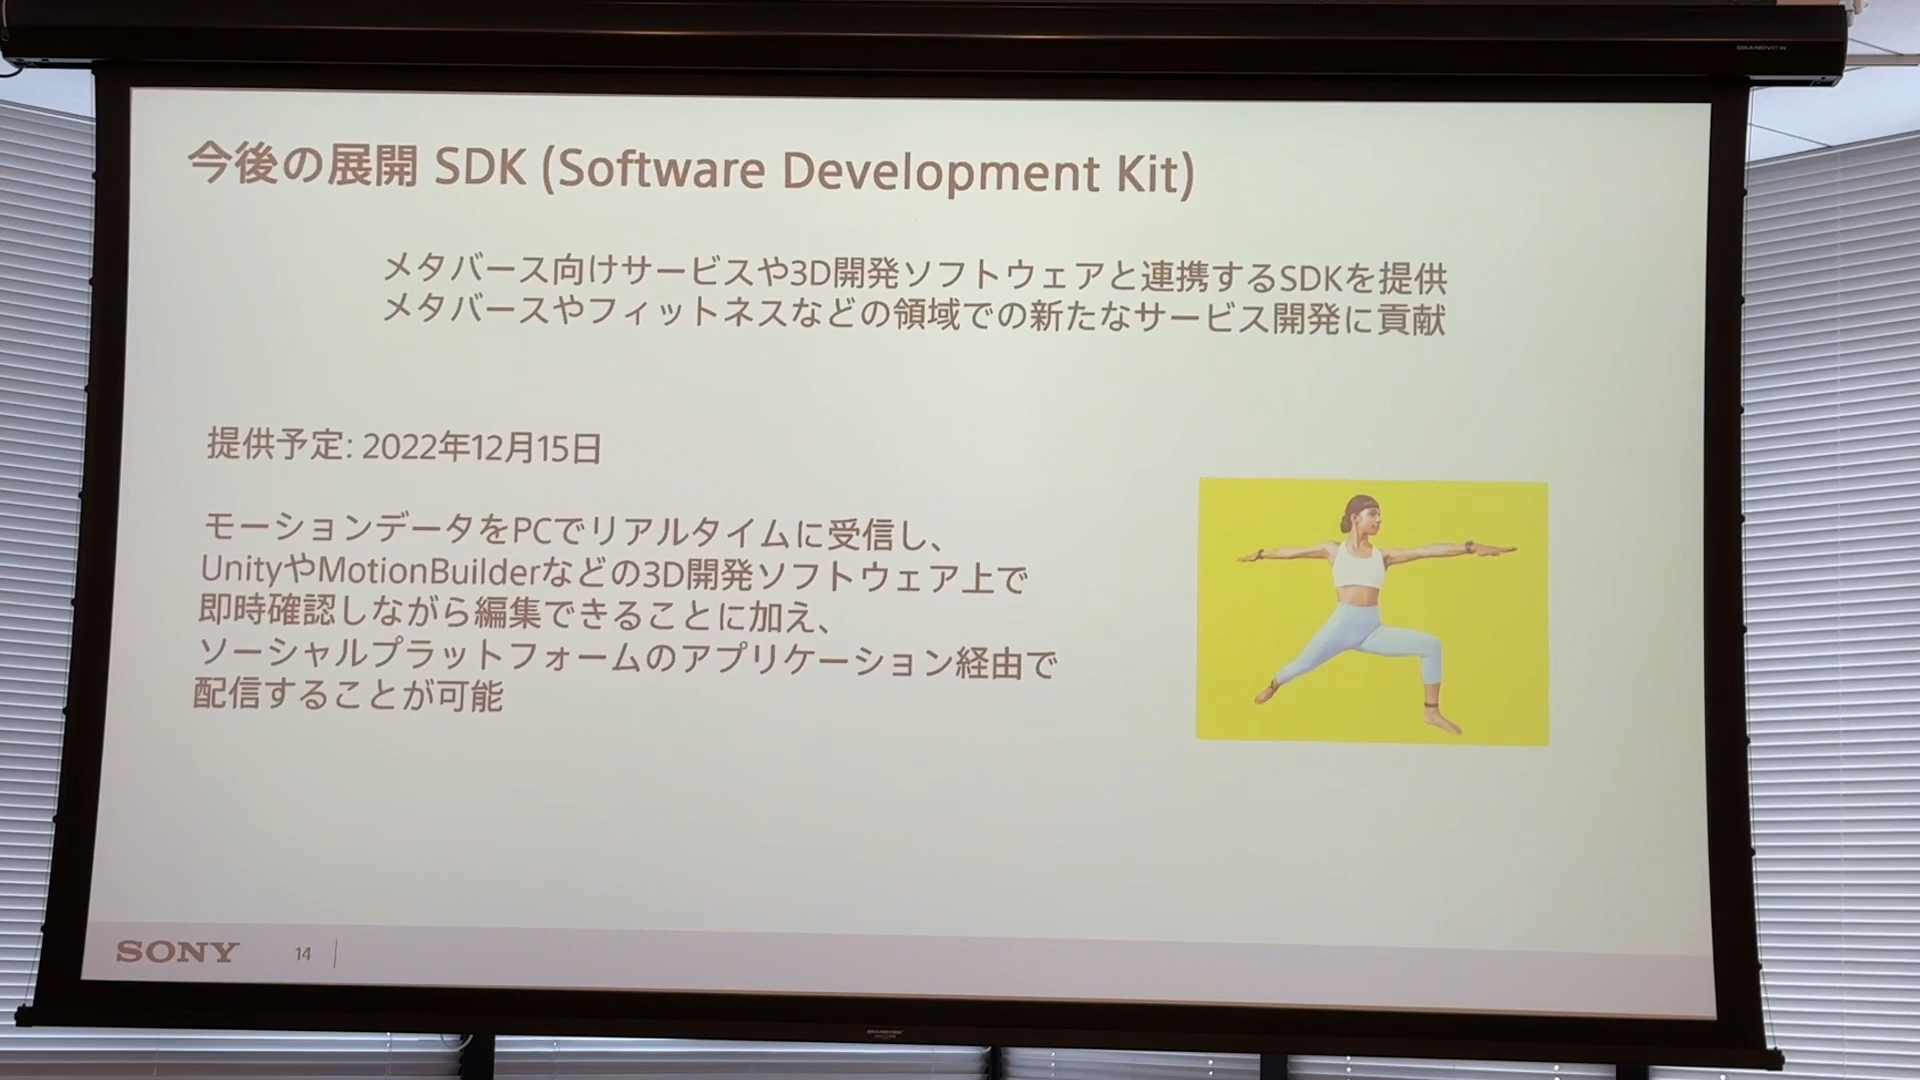 BRANDVIEW
今後の展開 SDK (Software Development Kit)
メタバース向けサービスや3D開発ソフトウェアと連携するSDKを提供
メタバースやフィットネスなどの領域での新たなサービス開発に貢献
提供予定: 2022年12月15日
モーションデータをPCでリアルタイムに受信し、
UnityやMotionBuilderなどの3D開発ソフトウェア上で
即時確認しながら編集できることに加え、
ソーシャルプラットフォームのアプリケーション経由で
配信することが可能
SONY 14